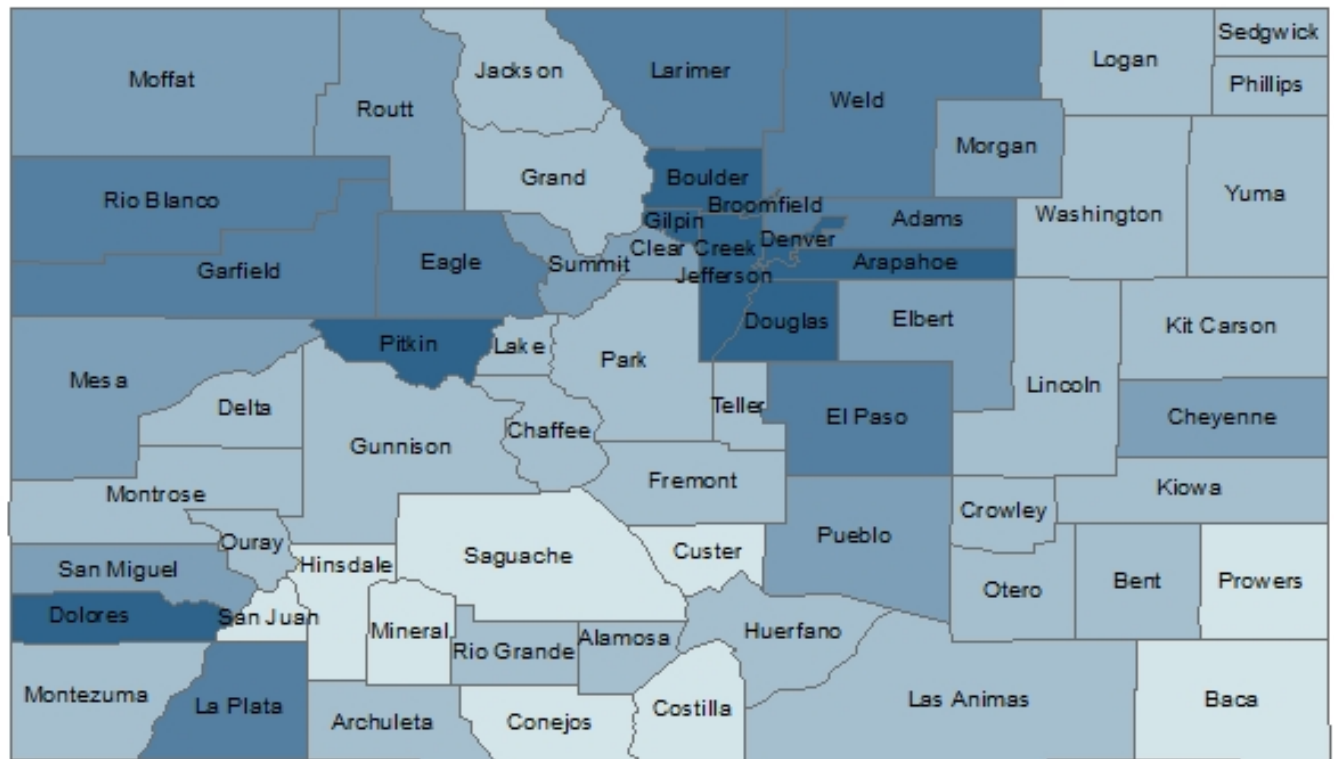 Sedgwick
Logan
Jackson
Larimer
Moffat
Phillips
Weld
Routt
Morgan
Grand
Boulder
Yuma
Rio Blanco
Broomfield
Washington
Gilpin
Adams
Denver
Clear Creek
Eagle
Summit
Arapahoe
Garfield
Jefferson
Douglas
Elbert
Kit Carson
Pitkin
Lake
Park
Mesa
Lincoln
Delta
Teller
El Paso
Cheyenne
Chaffee
Gunnison
Fremont
Kiowa
Montrose
Crowley
Pueblo
Ouray
Custer
Saguache
Hinsdale
San Miguel
Bent
Prowers
Otero
Dolores
San Juan
Mineral
Huerfano
Alamosa
Rio Grande
Montezuma
Las Animas
Baca
La Plata
Costilla
Archuleta
Conejos